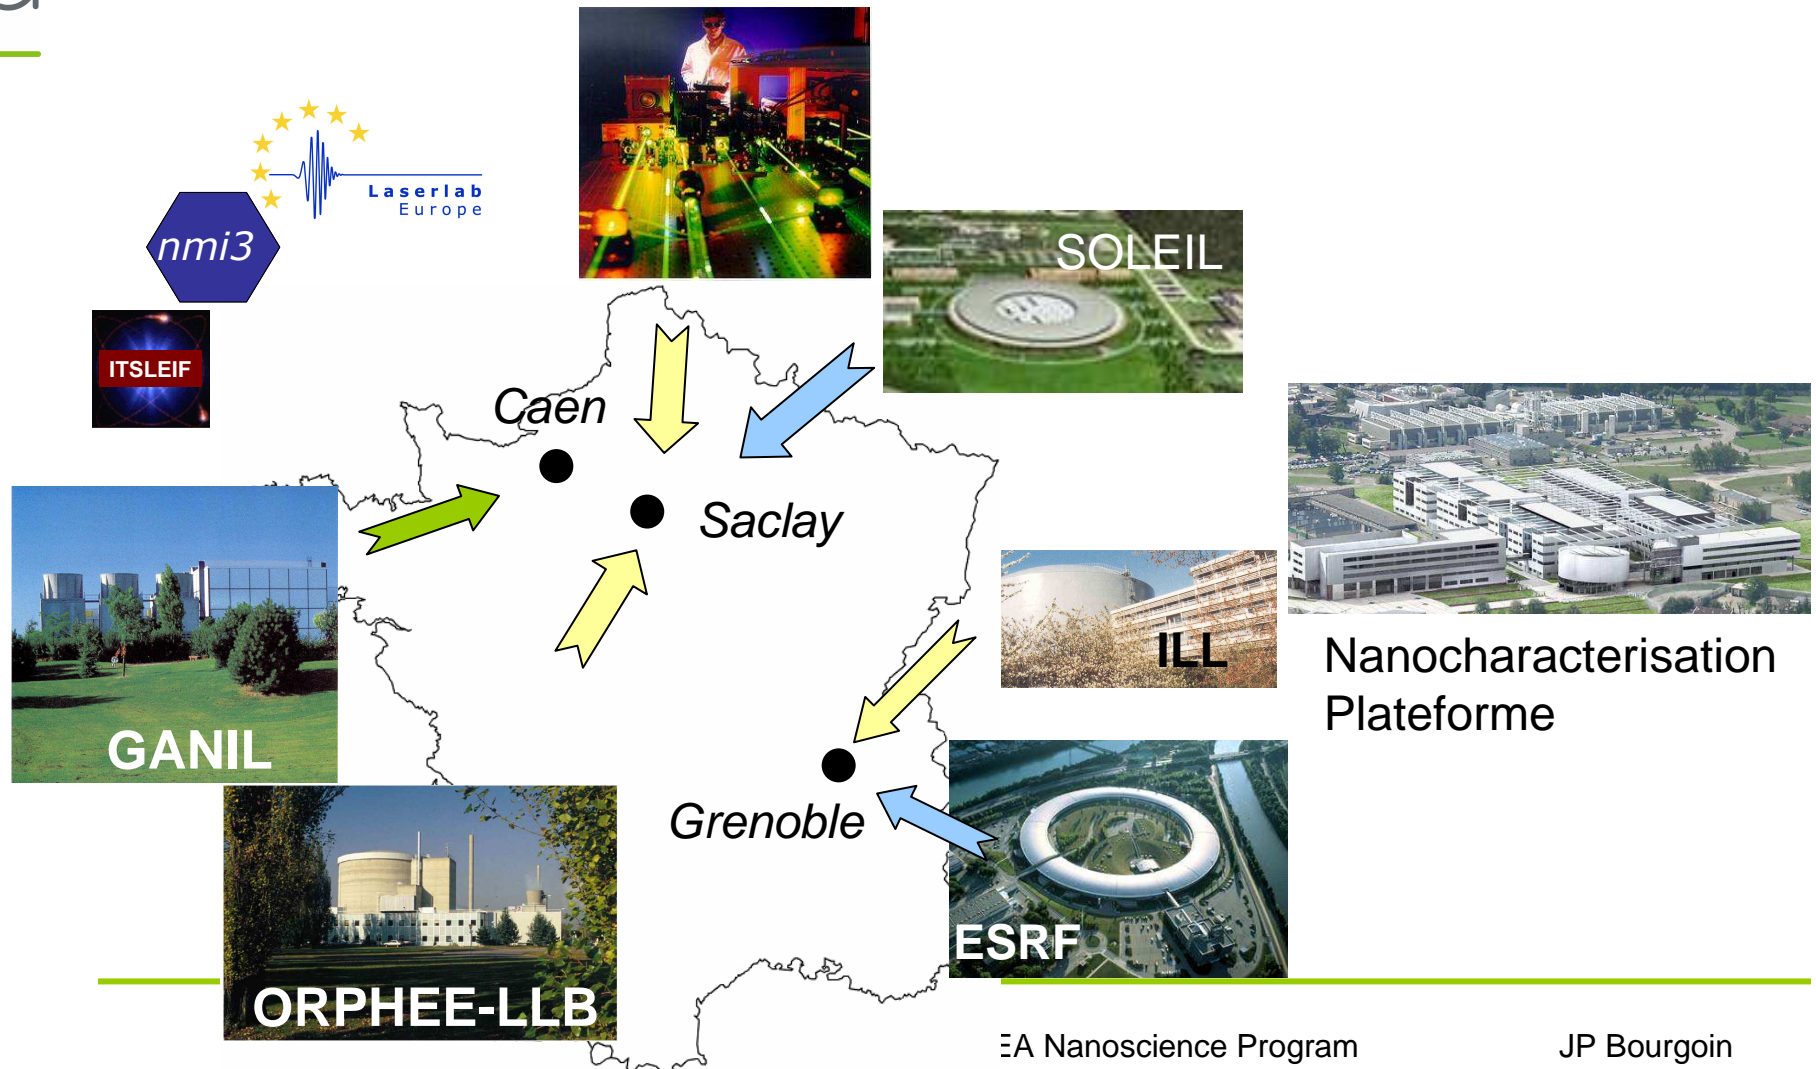 Laserlab
Europe
nmi3
ITSLEIF
SOLEIL
Caen
Saclay
GANIL
ILL
Nanocharacterisation
Plateforme
Grenoble
ESRF
ORPHEE-LLB
EA Nanoscience Program
JP Bourgoin